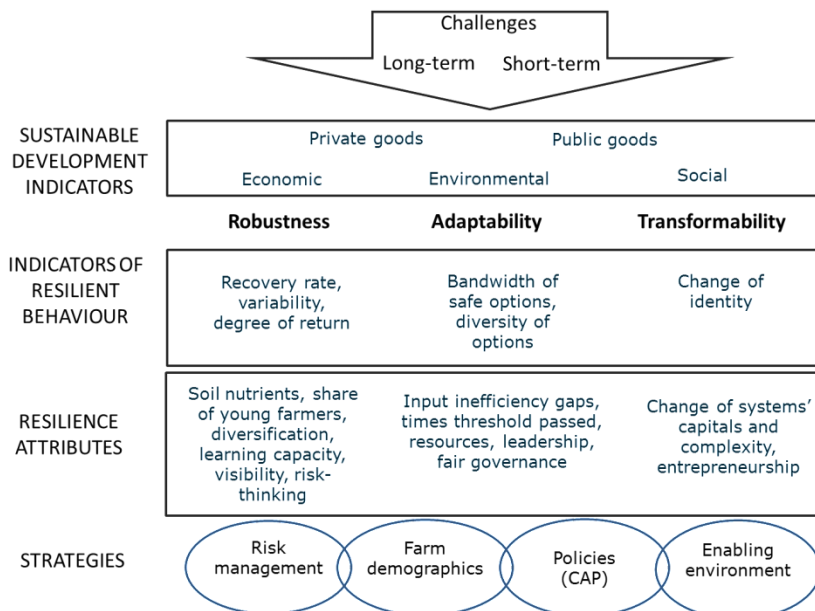 Challenges
Long-term Short-term
SUSTAINABLE
DEVELOPMENT
INDICATORS
Private goods Public goods
Economic Environmental Social
Robustness Adaptability Transformability
INDICATORS OF
RESILIENT
BEHAVIOUR
Recovery rate,
variability,
degree of return
Bandwidth of
safe options,
diversity of
options
Change of
identity
RESILIENCE
ATTRIBUTES
Soil nutrients, share
of young farmers,
diversification,
learning capacity,
visibility, risk-
thinking
Input inefficiency gaps,
times threshold passed,
resources, leadership,
fair governance
Change of systems’
capitals and
complexity,
entrepreneurship
STRATEGIES
Risk
management
Farm
demographics
Policies
(CAP)
Enabling
environment